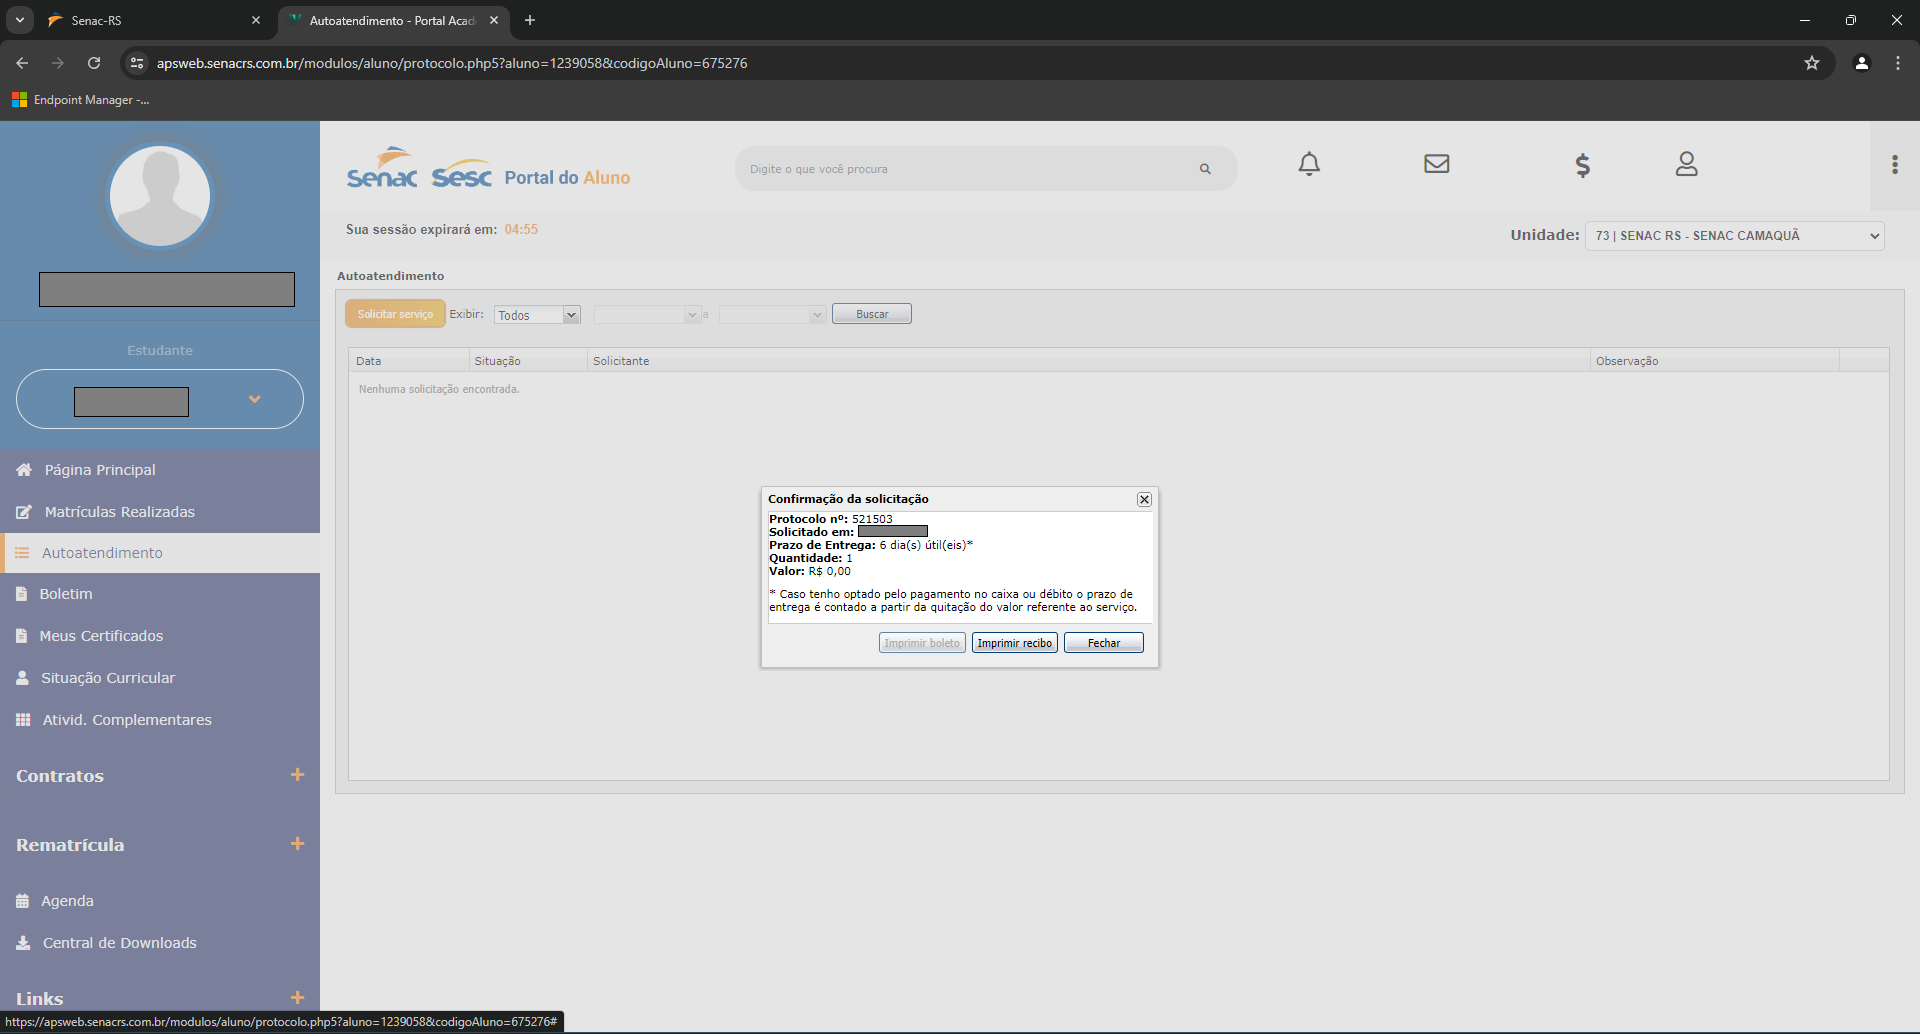 Senac-RS
Autoatendimento - Portal Acad
apsweb.senacrs.com.br/modulos/aluno/protocolo.php5?aluno=1239058&codigoAluno=675276
Endpoint Manager -...
Senac Sesc Portal do Aluno
Digite o que você procura
Sua sessão expirará em: 04:55
Unidade: 73 | SENAC RS - SENAC CAMAQUÃ
Autoatendimento
Solicitar serviço Exibir: Todos a Buscar
Data Situação Solicitante Observação
Nenhuma solicitação encontrada.
Estudante
Página Principal
Matrículas Realizadas
Autoatendimento
Boletim
Meus Certificados
Situação Curricular
Ativid. Complementares
Contratos +
Rematrícula +
Agenda
Central de Downloads
Links +
Confirmação da solicitação
Protocolo nº: 521503
Solicitado em:
Prazo de Entrega: 6 dia(s) útil(eis)*
Quantidade: 1
Valor: R$ 0,00
* Caso tenho optado pelo pagamento no caixa ou débito o prazo de
entrega é contado a partir da quitação do valor referente ao serviço.
Imprimir boleto Imprimir recibo Fechar
https://apsweb.senacrs.com.br/modulos/aluno/protocolo.php5?aluno=1239058&codigoAluno=675276#